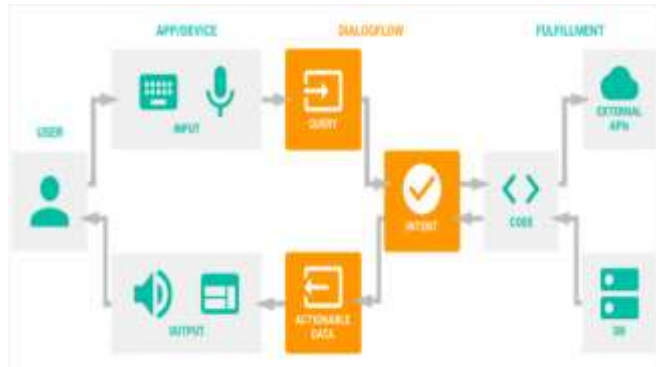 APP/DEVICE
DIALOGFLOW
FULFILLMENT
USER
INPUT
QUERY
EXTERNAL
APIs
INTENT
CODE
OUTPUT
ACTIONABLE
DATA
DB